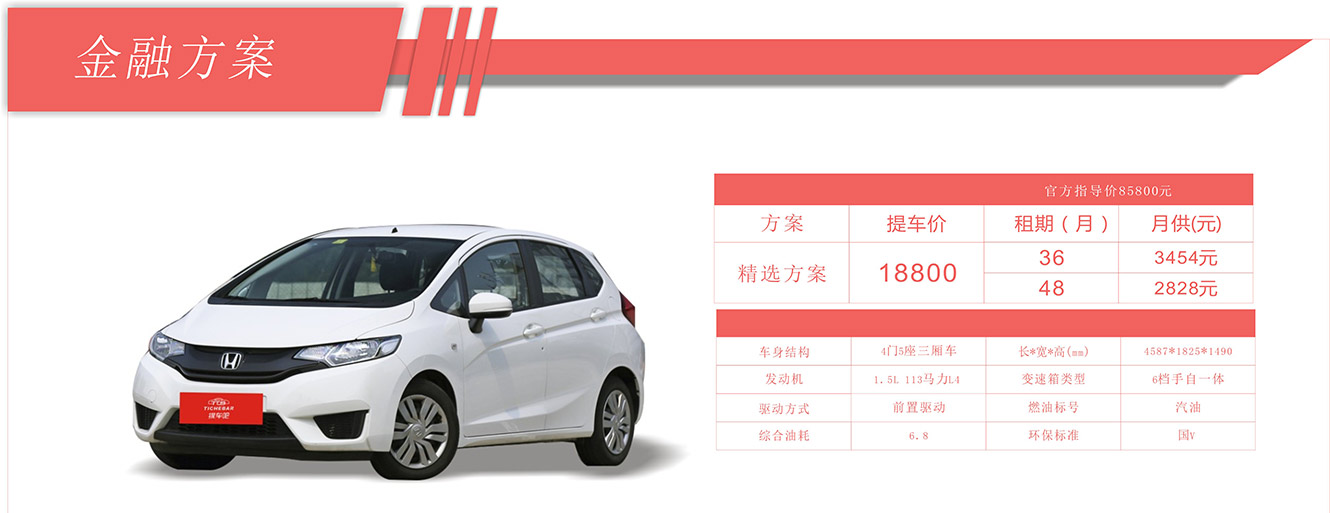 金融方案
官方指导价85800元
方案 提车价 租期（月） 月供(元)
精选方案 18800 36 3454元
48 2828元
车身结构 4门5座三厢车 长*宽*高(mm) 4587*1825*1490
发动机 1.5L 113马力L4 变速箱类型 6档手自一体
驱动方式 前置驱动 燃油标号 汽油
综合油耗 6.8 环保标准 国V
TICHEBAR
提车吧